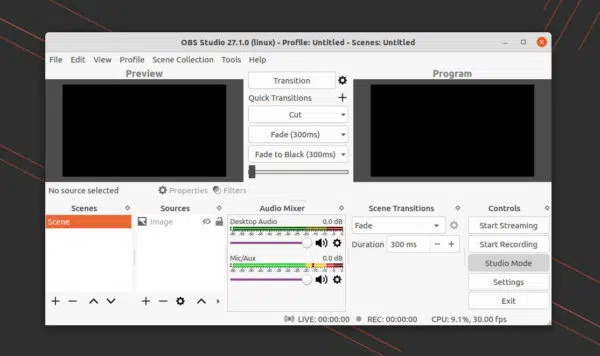 OBS Studio 27.1.0 (linux) - Profile: Untitled - Scenes: Untitled
File Edit View Profile Scene Collection Tools Help
Preview
Transition
Program
Quick Transitions
Cut
Fade (300ms)
Fade to Black (300ms)
No source selected
Properties
Filters
Scenes
Scene
Sources
Image
Audio Mixer
Desktop Audio 0.0 dB
Mic/Aux 0.0 dB
Scene Transitions
Fade
Duration 300 ms
Controls
Start Streaming
Start Recording
Studio Mode
Settings
Exit
LIVE: 00:00:00 REC: 00:00:00 CPU: 9.1%, 30.00 fps